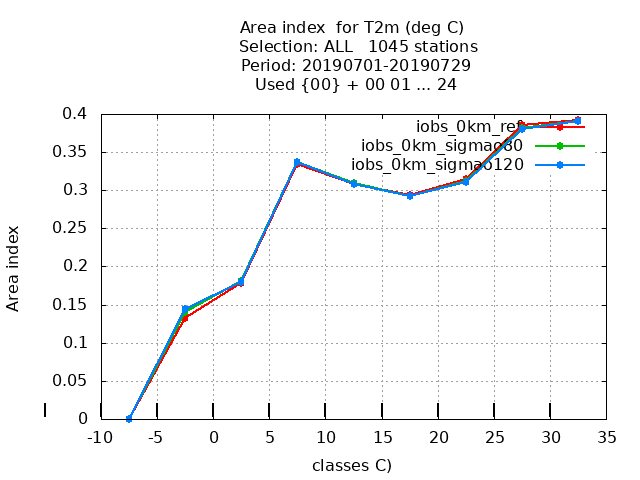 Area index  for T2m (deg C)
Selection: ALL   1045 stations
Period: 20190701-20190729
Used {00} + 00 01 ... 24
0.4
0.35
0.3
0.25
0.2
0.15
0.1
0.05
0
Area index
iobs_0km_ref
iobs_0km_sigmao80
iobs_0km_sigmao120
-10 -5 0 5 10 15 20 25 30 35
classes C)